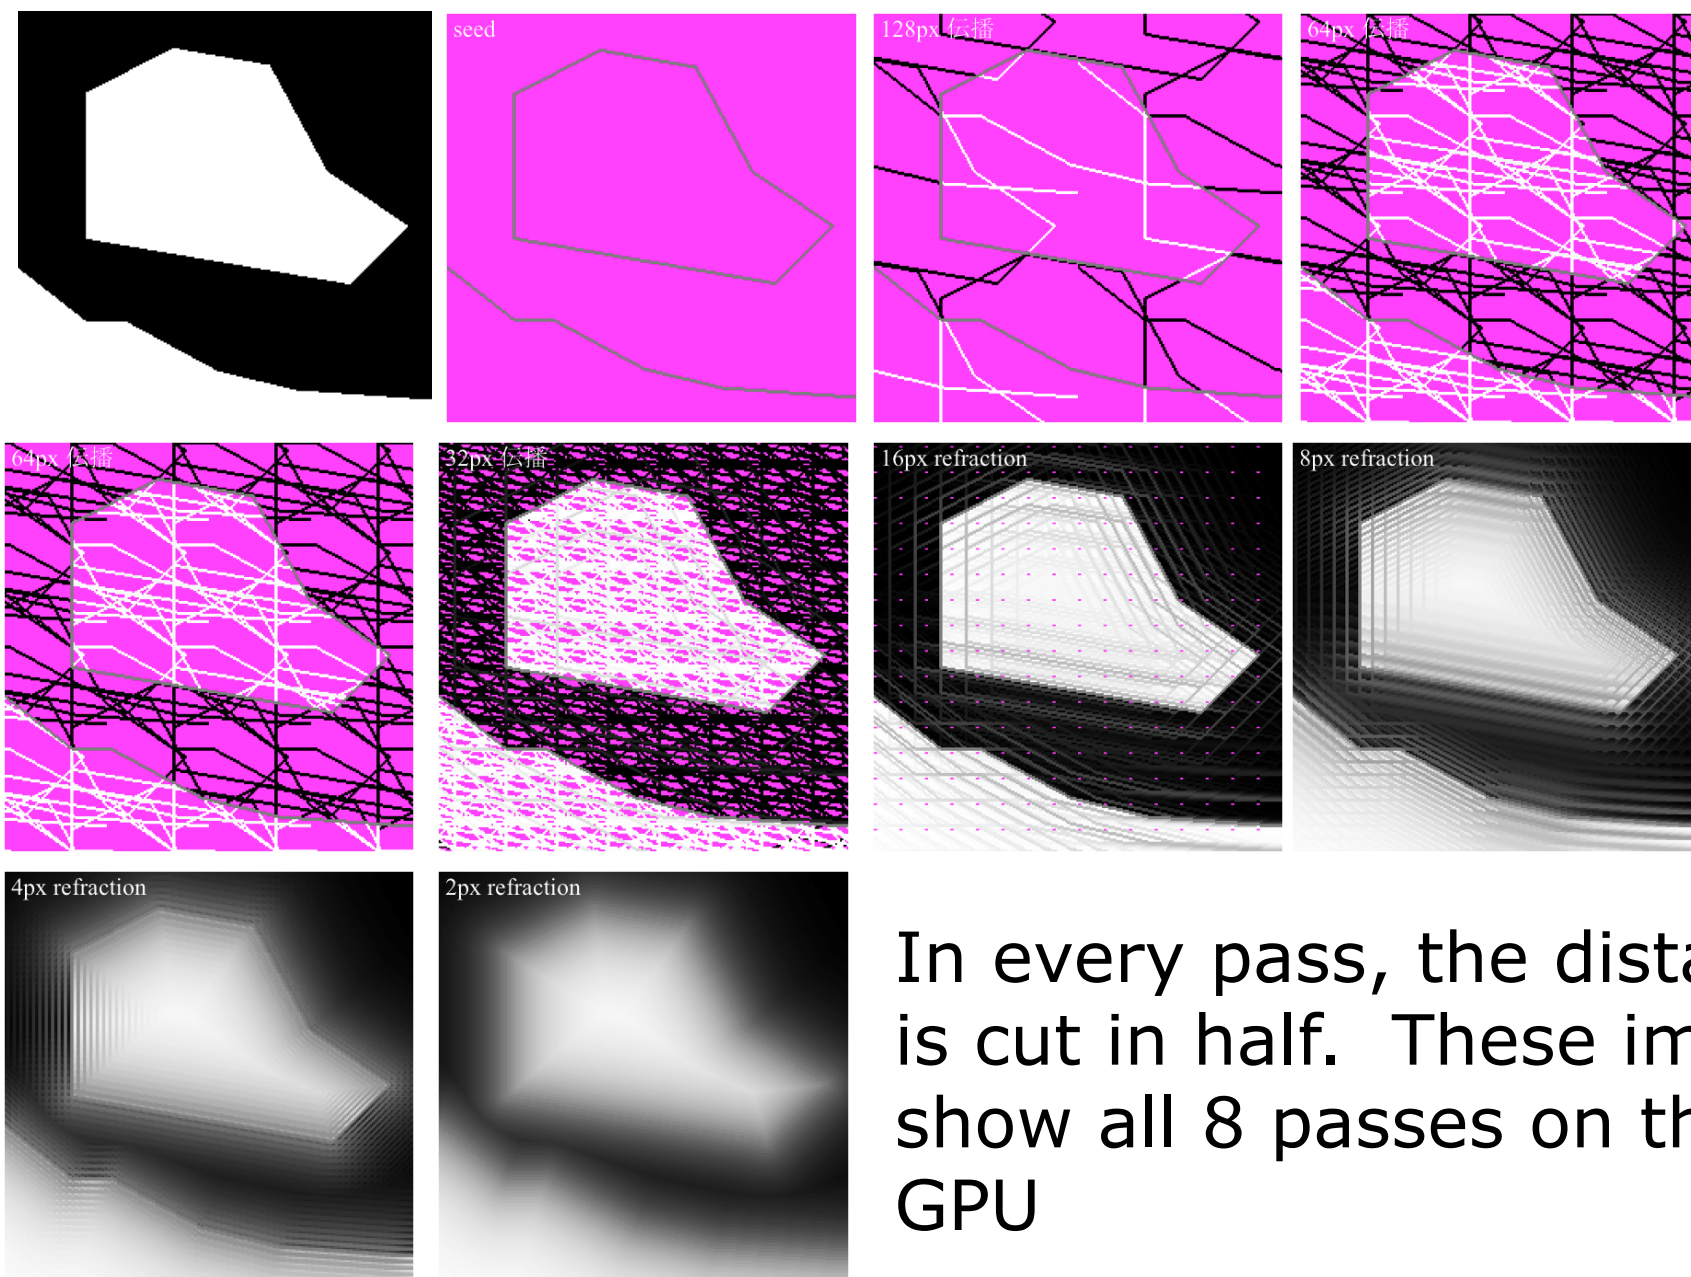 seed
128px 伝播
64px 伝播
64px 伝播
32px 伝播
16px refraction
8px refraction
4px refraction
2px refraction
In every pass, the dista
is cut in half. These im
show all 8 passes on th
GPU